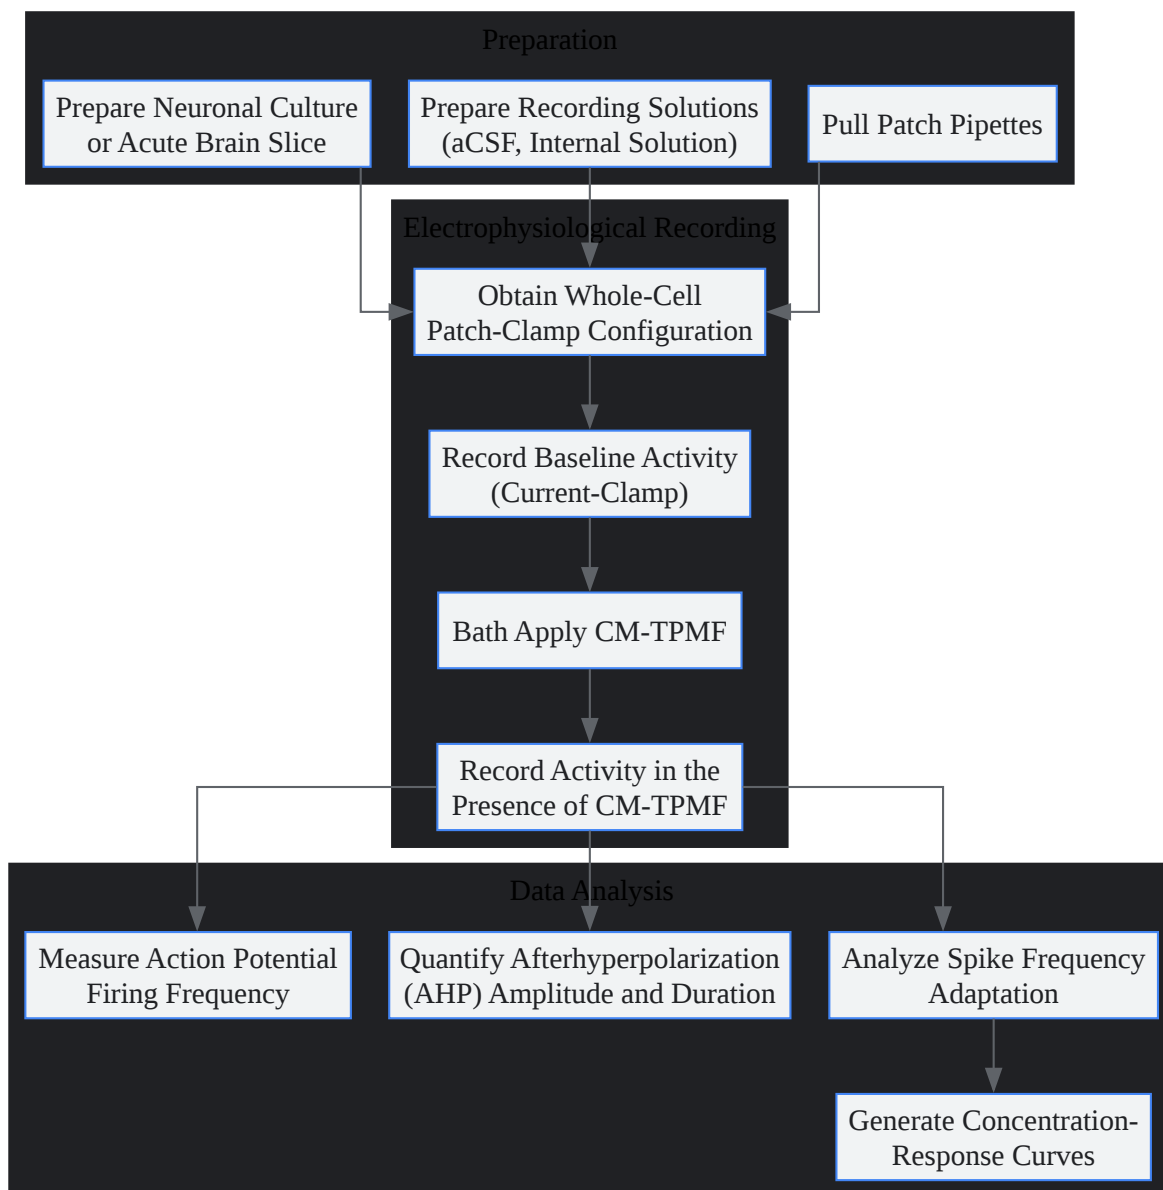 Preparation
Prepare Neuronal Culture
or Acute Brain Slice
Prepare Recording Solutions
(aCSF, Internal Solution)
Pull Patch Pipettes
Electrophysiological Recording
Obtain Whole-Cell
Patch-Clamp Configuration
Record Baseline Activity
(Current-Clamp)
Bath Apply CM-TPMF
Record Activity in the
Presence of CM-TPMF
Data Analysis
Measure Action Potential
Firing Frequency
Quantify Afterhyperpolarization
(AHP) Amplitude and Duration
Analyze Spike Frequency
Adaptation
Generate Concentration-
Response Curves